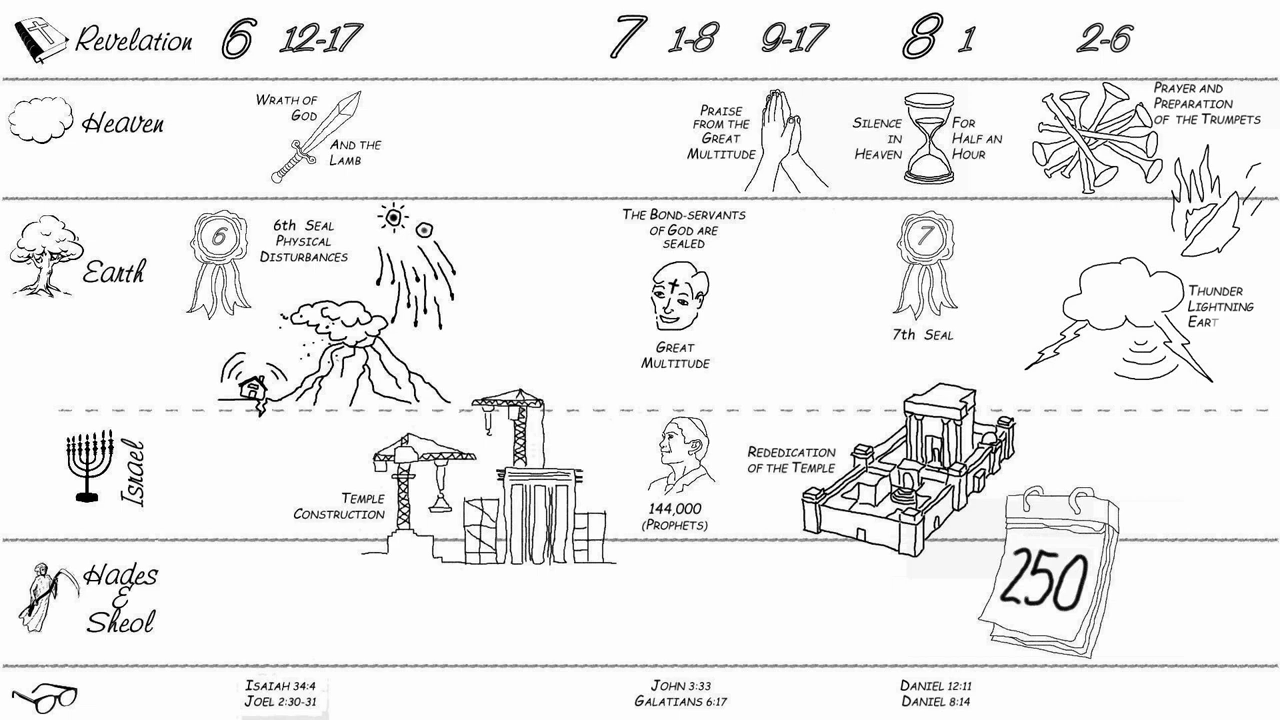 Revelation 6 12-17 7 1-8 9-17 8 1 2-6
Heaven
WRATH OF
GOD
AND THE
LAMB
PRAISE
FROM THE
GREAT
MULTITUDE
SILENCE
IN
HEAVEN
FOR
HALF AN
HOUR
PRAYER AND
PREPARATION
OF THE TRUMPETS
Earth
6
6th SEAL
PHYSICAL
DISTURBANCES
THE BOND-SERVANTS
OF GOD ARE
SEALED
GREAT
MULTITUDE
7
7th SEAL
THUNDER
LIGHTNING
EART
Israel
TEMPLE
CONSTRUCTION
144,000
(PROPHETS)
REDEDICATION
OF THE TEMPLE
250
Hades
&
Sheol
ISAIAH 34:4
JOEL 2:30-31
JOHN 3:33
GALATIANS 6:17
DANIEL 12:11
DANIEL 8:14